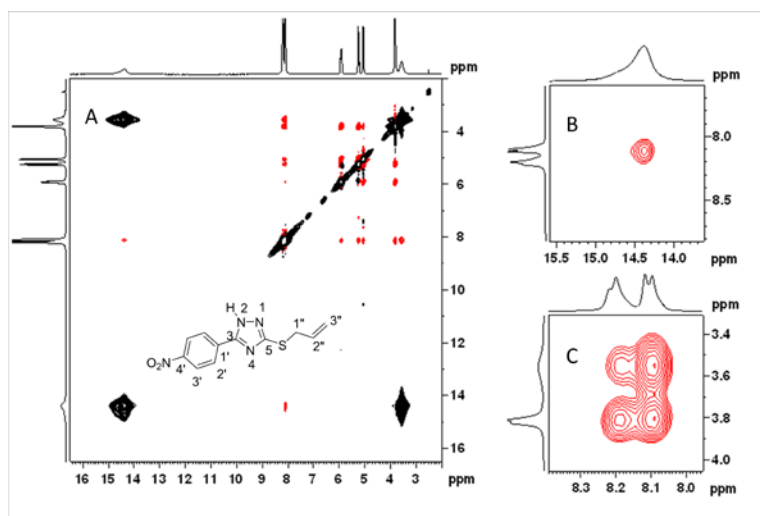 ppm
A
4
6
8
10
12
14
16
16 15 14 13 12 11 10 9 8 7 6 5 4 3 ppm
H
2
N
N
1
3
N
4
5
S
1''
2''
3''
O₂N
4'
3'
2'
1'
ppm
B
8.0
8.5
15.5 15.0 14.5 14.0 ppm
ppm
C
3.4
3.6
3.8
4.0
8.3 8.2 8.1 8.0 ppm